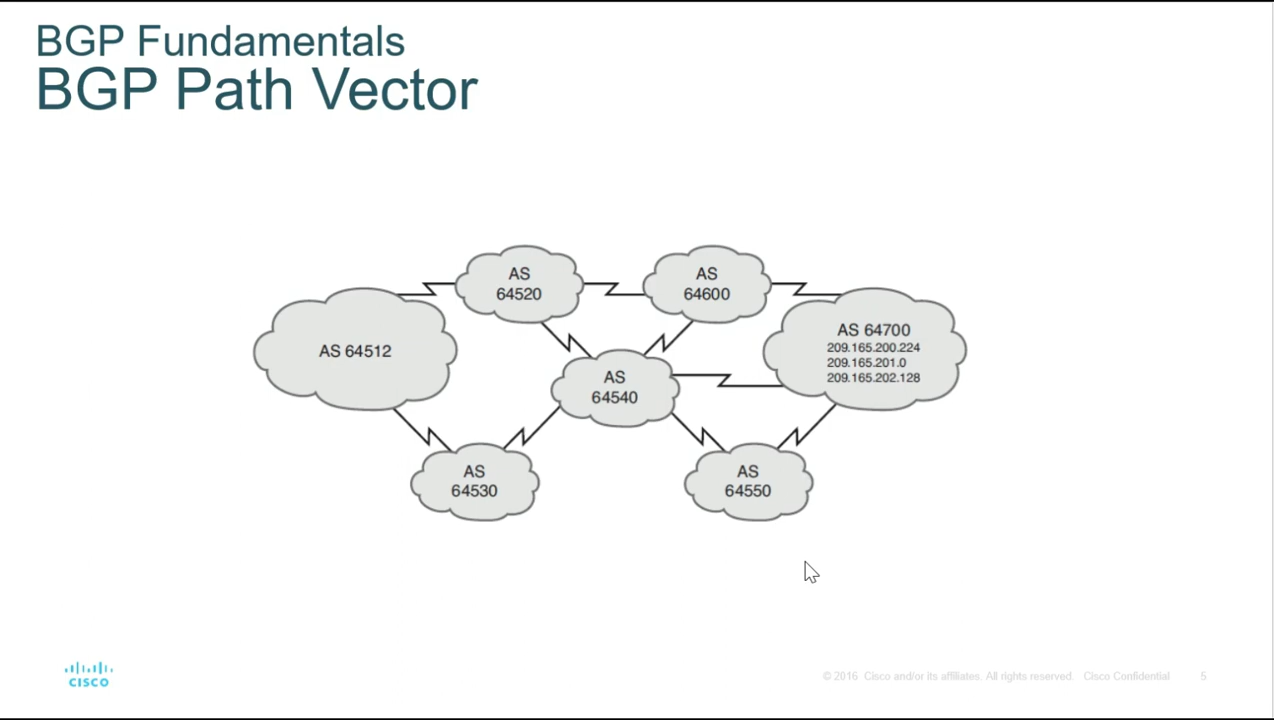 BGP Fundamentals
BGP Path Vector
AS
64520
AS
64600
AS 64512
AS 64700
209.165.200.224
209.165.201.0
209.165.202.128
AS
64540
AS
64530
AS
64550
CISCO
© 2016 Cisco and/or its affiliates. All rights reserved. Cisco Confidential 5